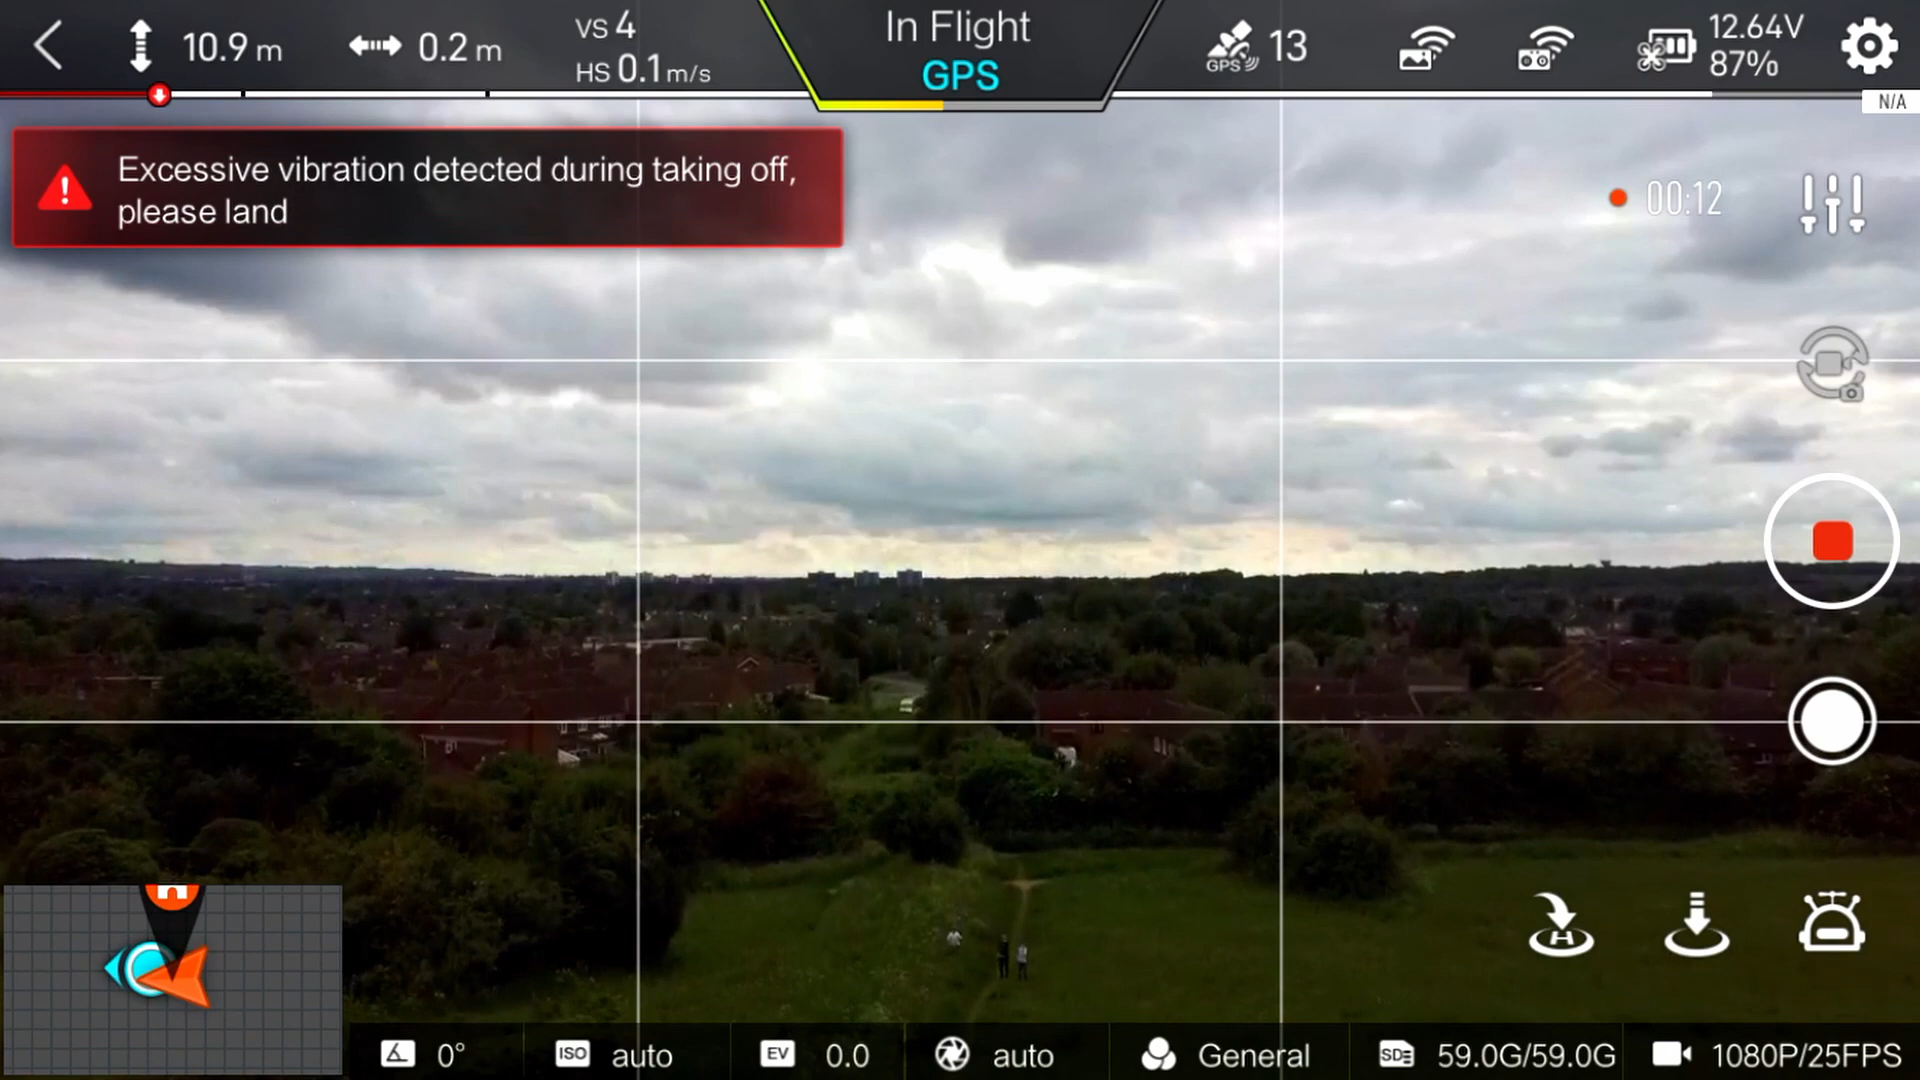 10.9 m
0.2 m
VS 4
HS 0.1 m/s
In Flight
GPS
GPS
13
12.64V
87%
N/A
Excessive vibration detected during taking off,
please land
00:12
H
0°
ISO auto
EV 0.0
auto
General
SD 59.0G/59.0G
1080P/25FPS